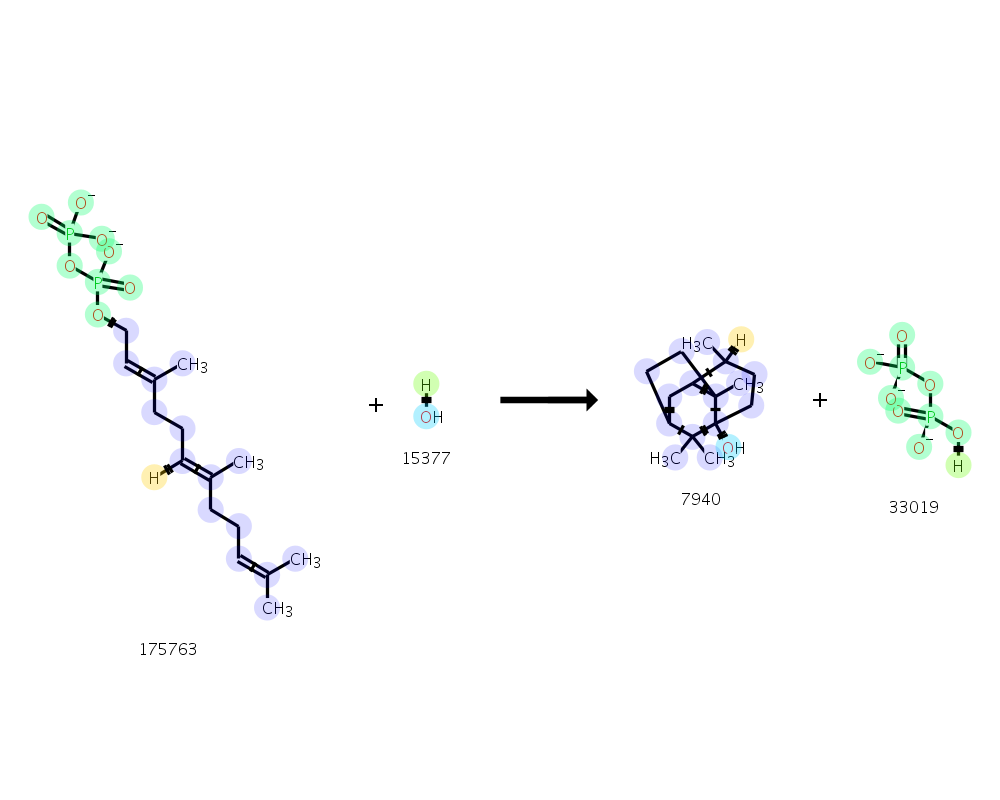 O⁻
O
P
O⁻
O⁻
O
P
O
O
CH3
CH3
H
CH3
CH3
175763
+
H
OH
15377
H3C
H
CH3
OH
H3C
CH3
7940
+
O
O⁻
P
O
O⁻
O
P
O
O⁻
H
33019